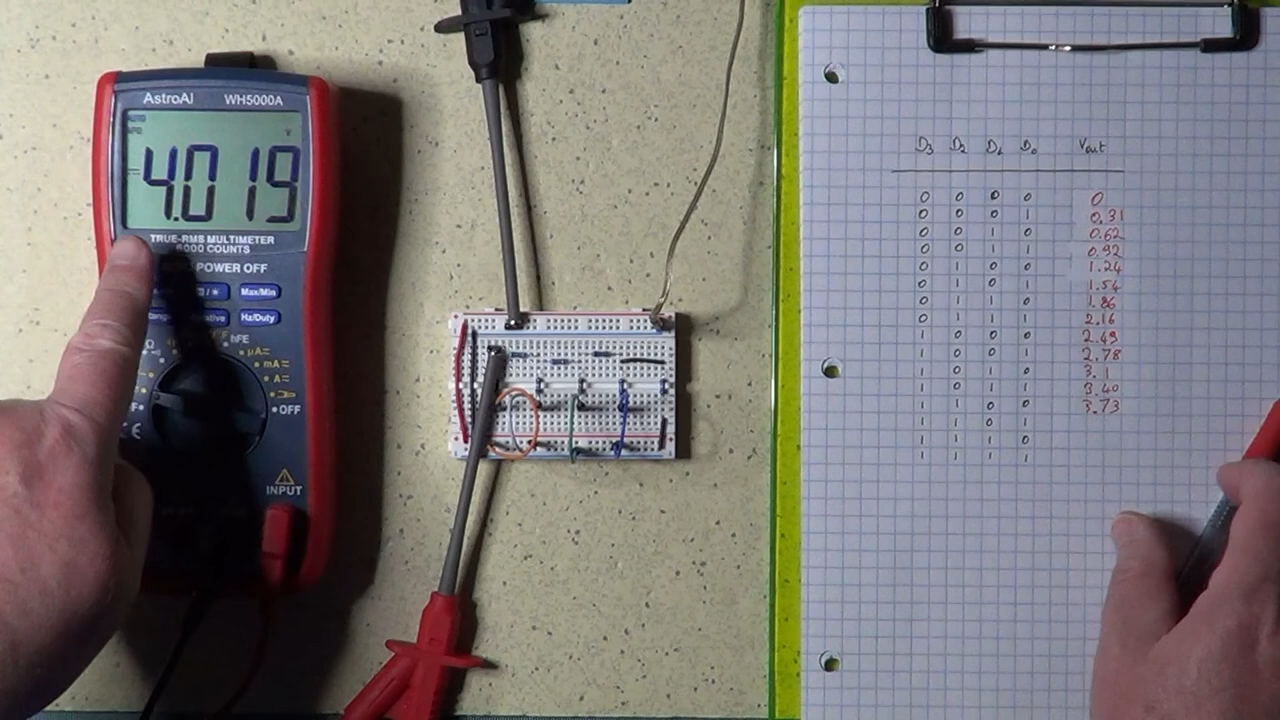 AstroAI WH5000A
AUTO
4.019
TRUE-RMS MULTIMETER
6000 COUNTS
POWER OFF
Max/Min
Hz/Duty
hFE
µA
mA
A
OFF
CE
INPUT
D3 D2 D1 D0 Vout
0 0 0 0 0
0 0 0 1 0.31
0 0 1 0 0.62
0 0 1 1 0.92
0 1 0 0 1.24
0 1 0 1 1.54
0 1 1 0 1.86
0 1 1 1 2.16
1 0 0 0 2.49
1 0 0 1 2.78
1 0 1 0 3.1
1 0 1 1 3.40
1 1 0 0 3.73
1 1 0 1
1 1 1 0
1 1 1 1